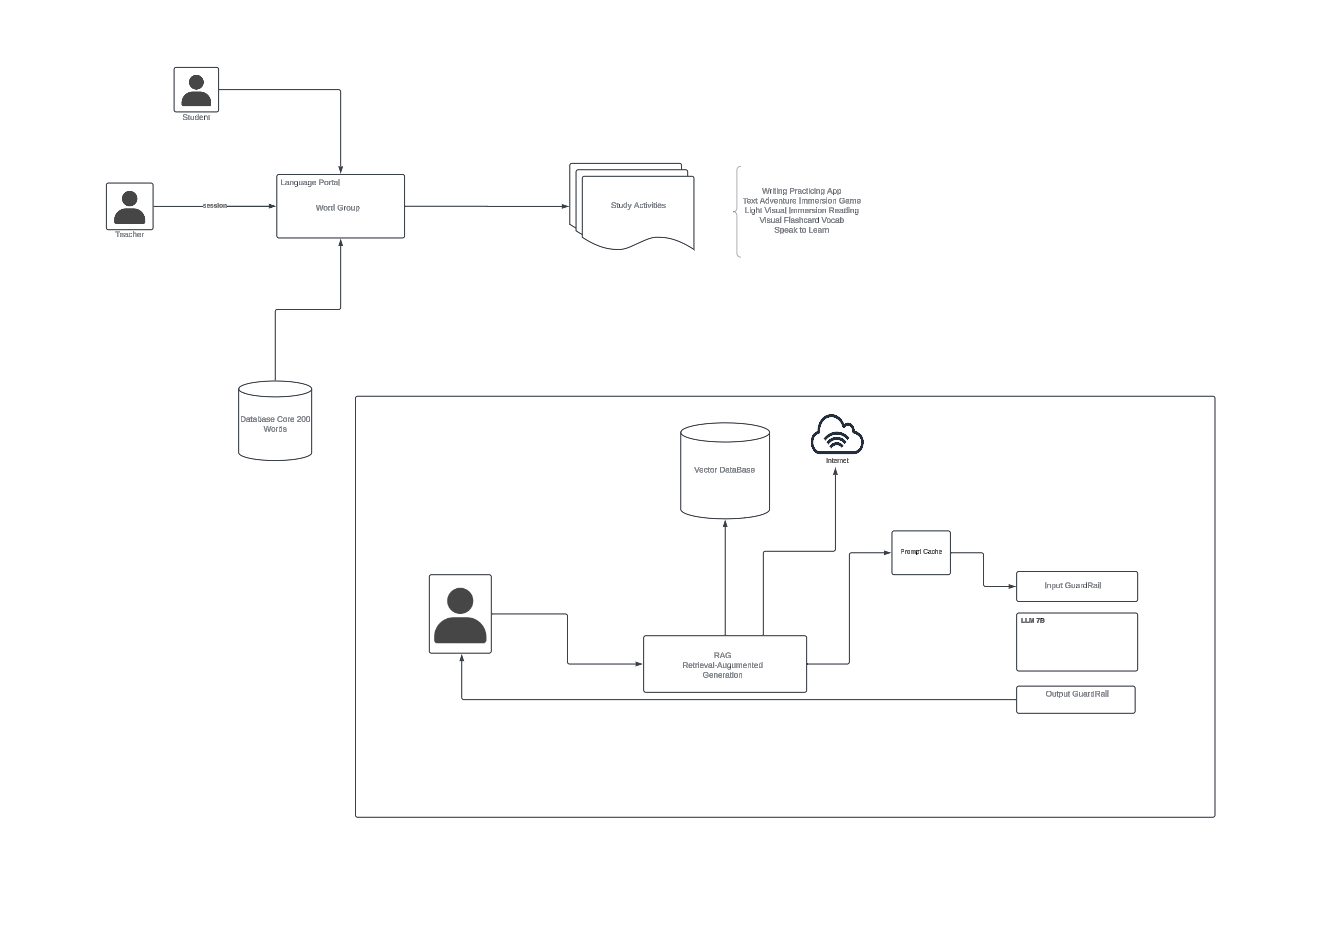 Student
Language Portal
Word Group
session
Teacher
Study Activities
Writing Practicing App
Text Adventure Immersion Game
Light Visual Immersion Reading
Visual Flashcard Vocab
Speak to Learn
Database Core 200
Words
Vector DataBase
Internet
Prompt Cache
Input GuardRail
LLM 7B
RAG
Retrieval-Augumented
Generation
Output GuardRail